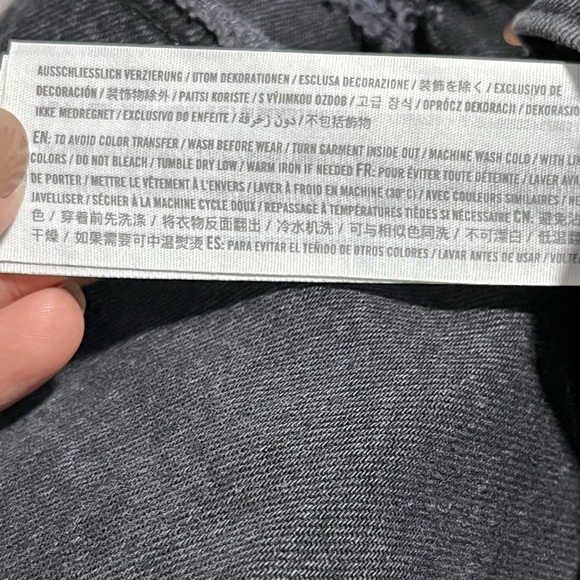 AUSSCHLIESSLICH VERZIERUNG / UTOM DEKORATIONEN / ESCLUSA DECORAZIONE / 装飾を除く / EXCLUSIVO DE
DECORACIÓN / 装饰物除外 / PAITSI KORISTE / S VÝJIMKOU OZDOB / 고급 장식 / OPRÓCZ DEKORACJI / DEKORASJO
IKKE MEDREGNET / EXCLUSIVO DO ENFEITE / دون زخرفة / 不包括飾物
EN: TO AVOID COLOR TRANSFER / WASH BEFORE WEAR / TURN GARMENT INSIDE OUT / MACHINE WASH COLD / WITH LI
COLORS / DO NOT BLEACH / TUMBLE DRY LOW / WARM IRON IF NEEDED FR: POUR ÉVITER TOUTE DÉTEINTE / LAVER AVA
DE PORTER / METTRE LE VÊTEMENT À L'ENVERS / LAVER À FROID EN MACHINE (30°C) / AVEC COULEURS SIMILAIRES / NE
JAVELLISER / SÉCHER À LA MACHINE CYCLE DOUX / REPASSAGE À TEMPÉRATURES TIÈDES SI NÉCESSAIRE CN: 避免
色 / 穿着前先洗涤 / 将衣物反面翻出 / 冷水机洗 / 可与相似色同洗 / 不可漂白 / 低温
干燥 / 如果需要可中温熨烫 ES: PARA EVITAR EL TEÑIDO DE OTROS COLORES / LAVAR ANTES DE USAR / VOLTE